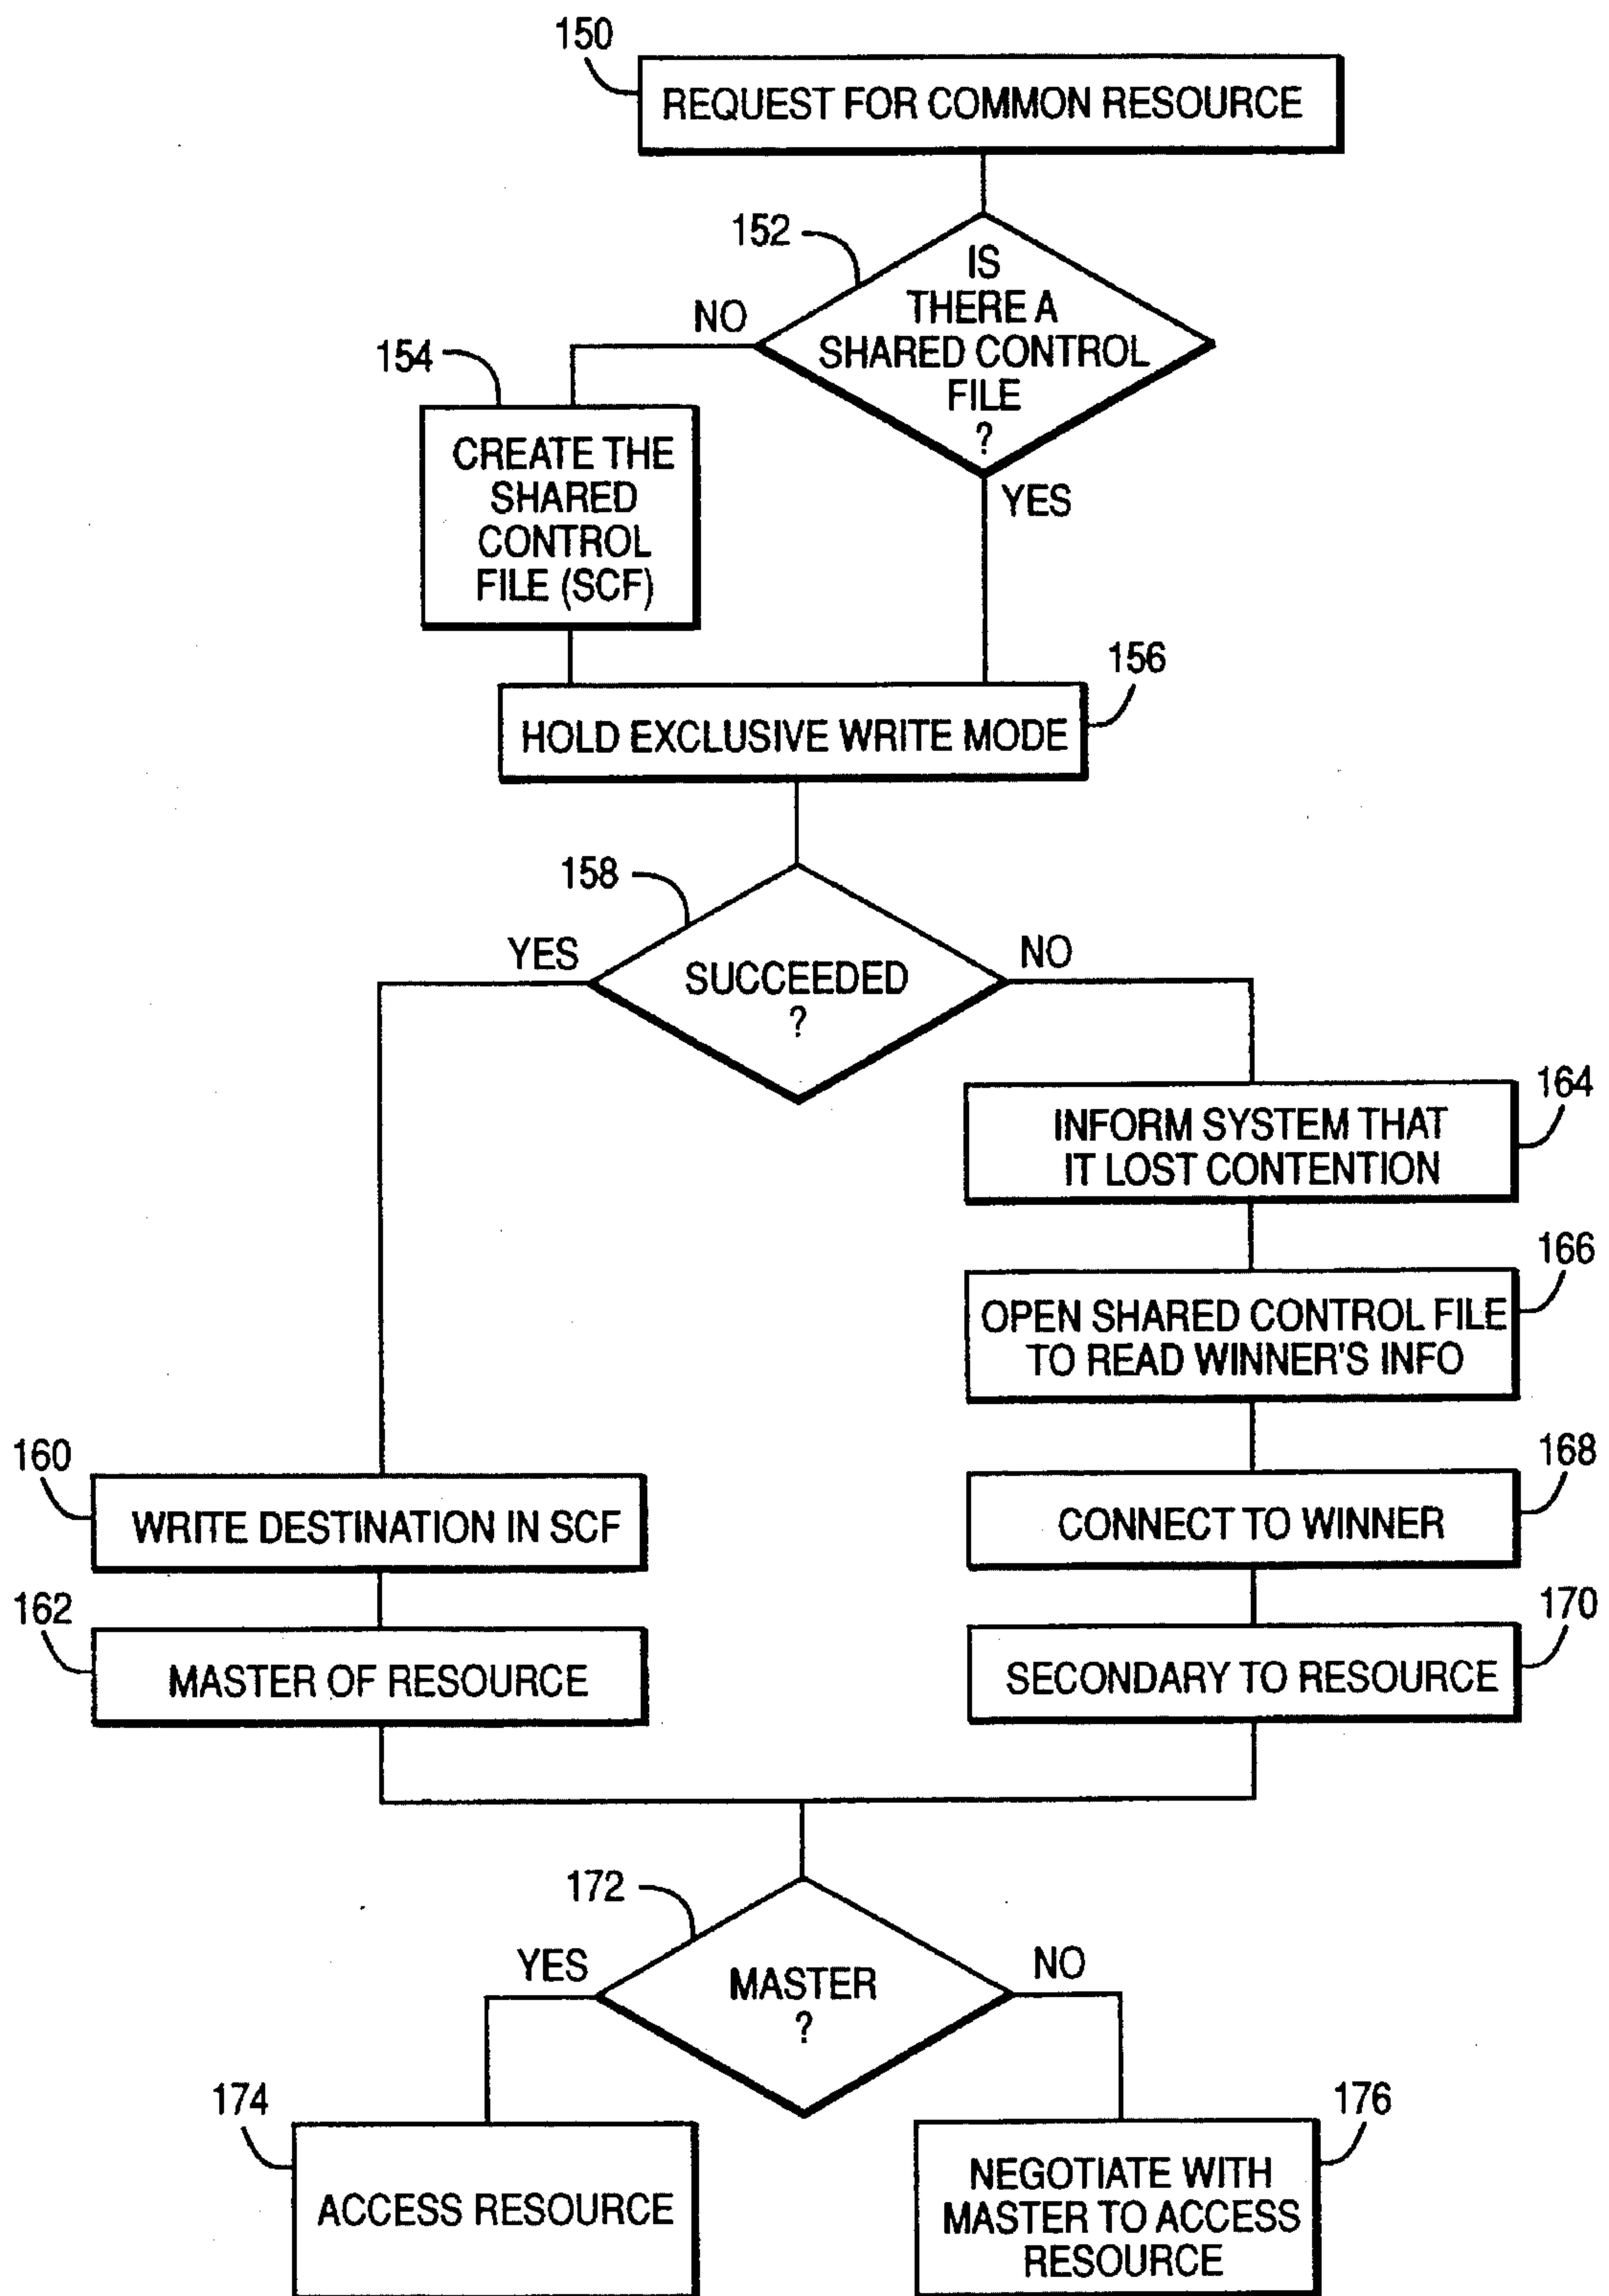 150
REQUEST FOR COMMON RESOURCE
152
IS
THERE A
SHARED CONTROL
FILE
?
NO
YES
154
CREATE THE
SHARED
CONTROL
FILE (SCF)
156
HOLD EXCLUSIVE WRITE MODE
158
SUCCEEDED
?
YES
NO
164
INFORM SYSTEM THAT
IT LOST CONTENTION
166
OPEN SHARED CONTROL FILE
TO READ WINNER'S INFO
160
WRITE DESTINATION IN SCF
168
CONNECT TO WINNER
162
MASTER OF RESOURCE
170
SECONDARY TO RESOURCE
172
MASTER
?
YES
NO
174
ACCESS RESOURCE
176
NEGOTIATE WITH
MASTER TO ACCESS
RESOURCE